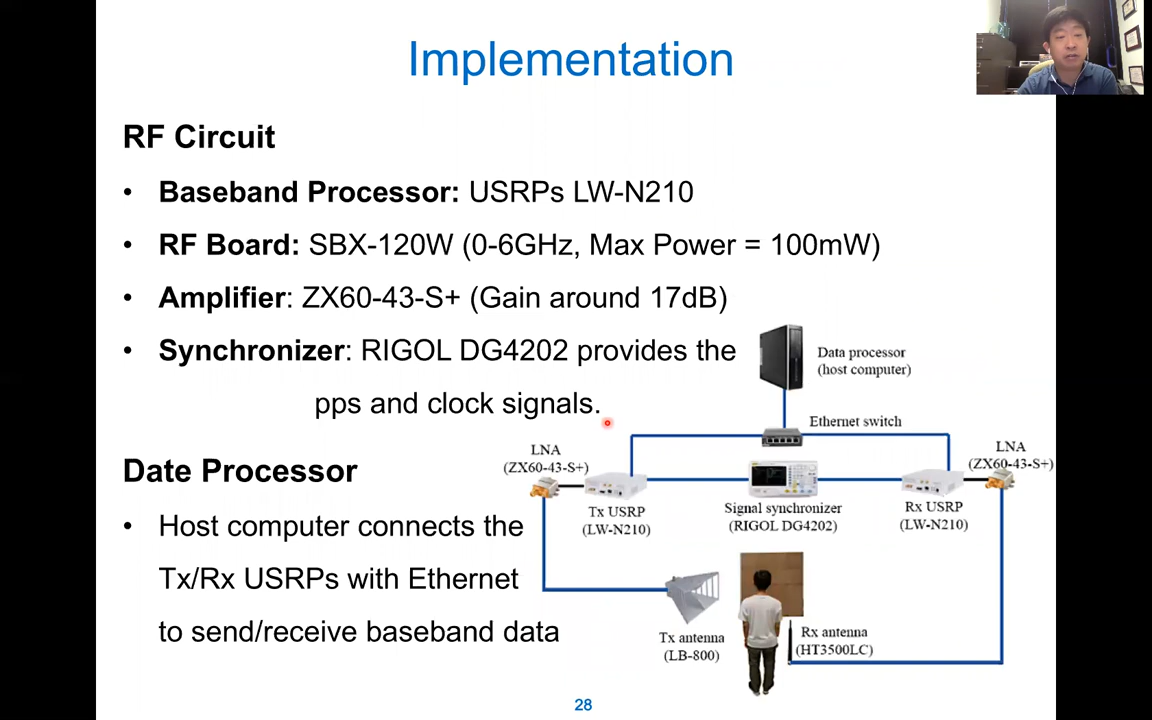 Implementation
RF Circuit
• Baseband Processor: USRPs LW-N210
• RF Board: SBX-120W (0-6GHz, Max Power = 100mW)
• Amplifier: ZX60-43-S+ (Gain around 17dB)
• Synchronizer: RIGOL DG4202 provides the
pps and clock signals.
Date Processor
• Host computer connects the
Tx/Rx USRPs with Ethernet
to send/receive baseband data
Data processor
(host computer)
Ethernet switch
LNA
(ZX60-43-S+)
Tx USRP
(LW-N210)
Signal synchronizer
(RIGOL DG4202)
Rx USRP
(LW-N210)
LNA
(ZX60-43-S+)
Tx antenna
(LB-800)
Rx antenna
(HT3500LC)
28